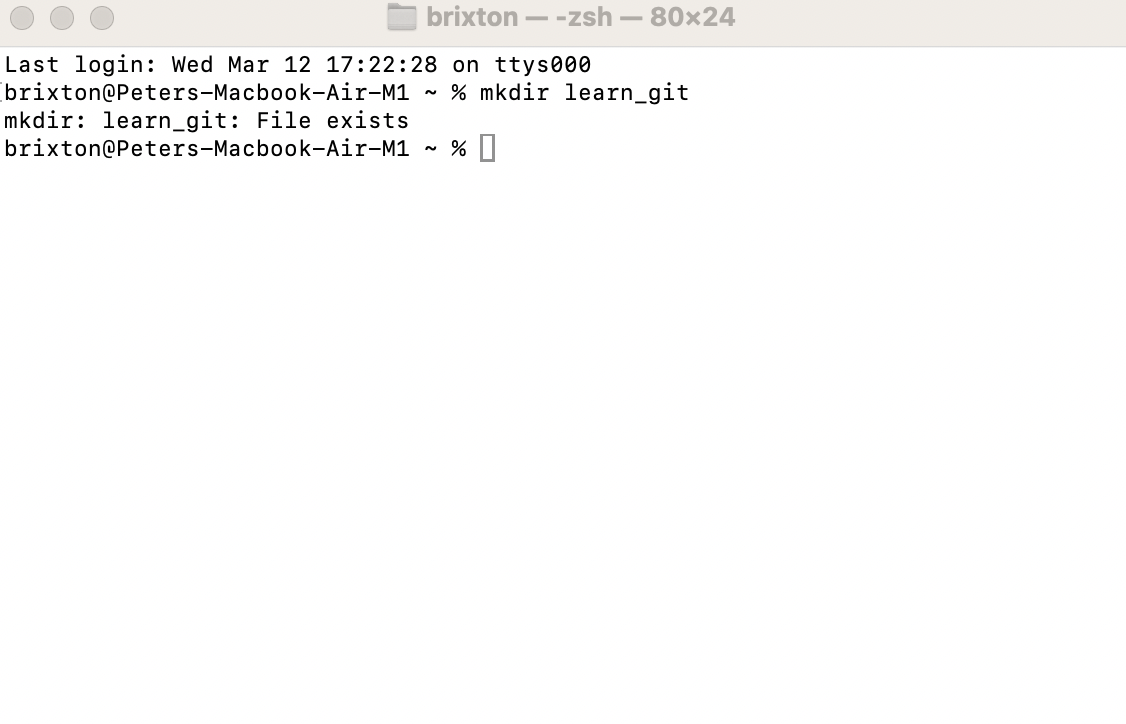 brixton — -zsh — 80×24
Last login: Wed Mar 12 17:22:28 on ttys000
brixton@Peters-Macbook-Air-M1 ~ % mkdir learn_git
mkdir: learn_git: File exists
brixton@Peters-Macbook-Air-M1 ~ %